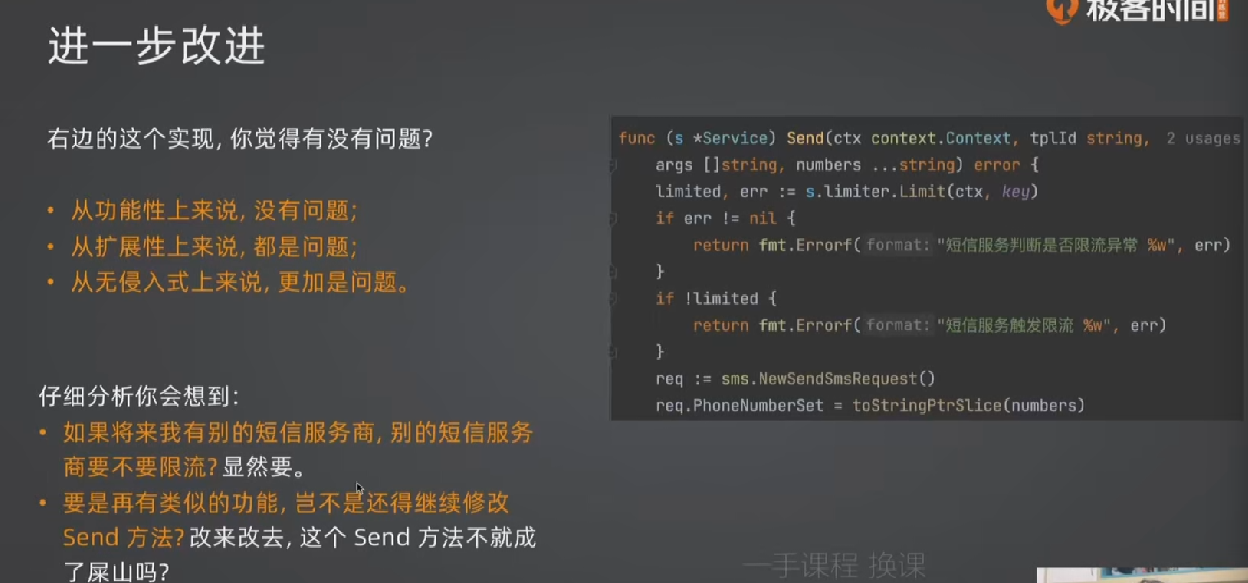 极客时间
进一步改进
右边的这个实现, 你觉得有没有问题?
• 从功能性上来说, 没有问题;
• 从扩展性上来说, 都是问题;
• 从无侵入式上来说, 更加是问题。
仔细分析你会想到:
• 如果将来我有别的短信服务商, 别的短信服务
商要不要限流? 显然要。
• 要是再有类似的功能, 岂不是还得继续修改
Send 方法? 改来改去, 这个 Send 方法不就成
了屎山吗?
func (s *Service) Send(ctx context.Context, tplId string, 2 usages
args []string, numbers ...string) error {
limited, err := s.limiter.Limit(ctx, key)
if err != nil {
return fmt.Errorf( format: "短信服务判断是否限流异常 %w", err)
}
if !limited {
return fmt.Errorf( format: "短信服务触发限流 %w", err)
}
req := sms.NewSendSmsRequest()
req.PhoneNumberSet = toStringPtrSlice(numbers)
一手课程 换课